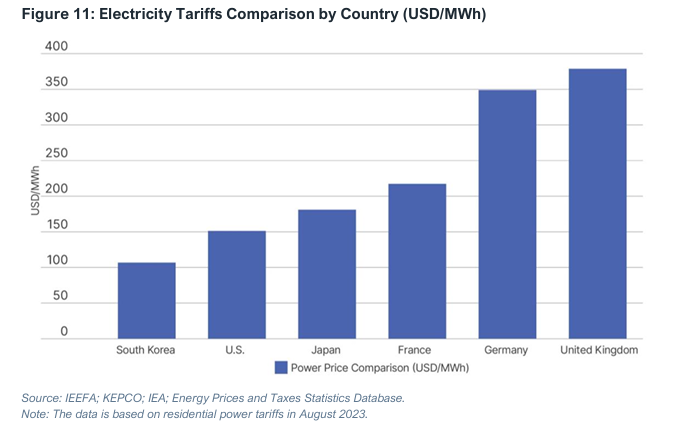 Figure 11: Electricity Tariffs Comparison by Country (USD/MWh)
400
350
300
250
200
150
100
50
0
USD/MWh
South Korea
U.S.
Japan
France
Germany
United Kingdom
Power Price Comparison (USD/MWh)
Source: IEEFA; KEPCO; IEA; Energy Prices and Taxes Statistics Database.
Note: The data is based on residential power tariffs in August 2023.